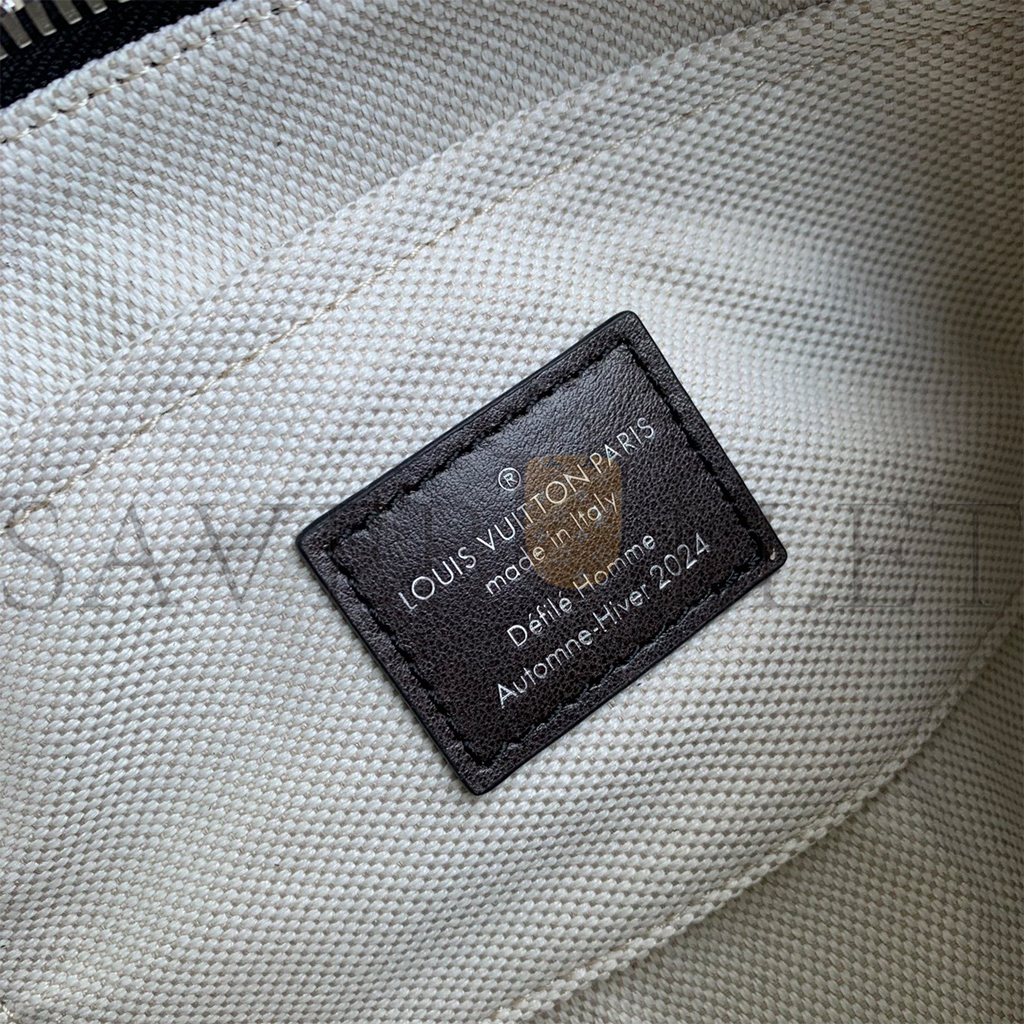 ®
LOUIS VUITTON PARIS
made in Italy
Défilé Homme
Automne-Hiver 2024